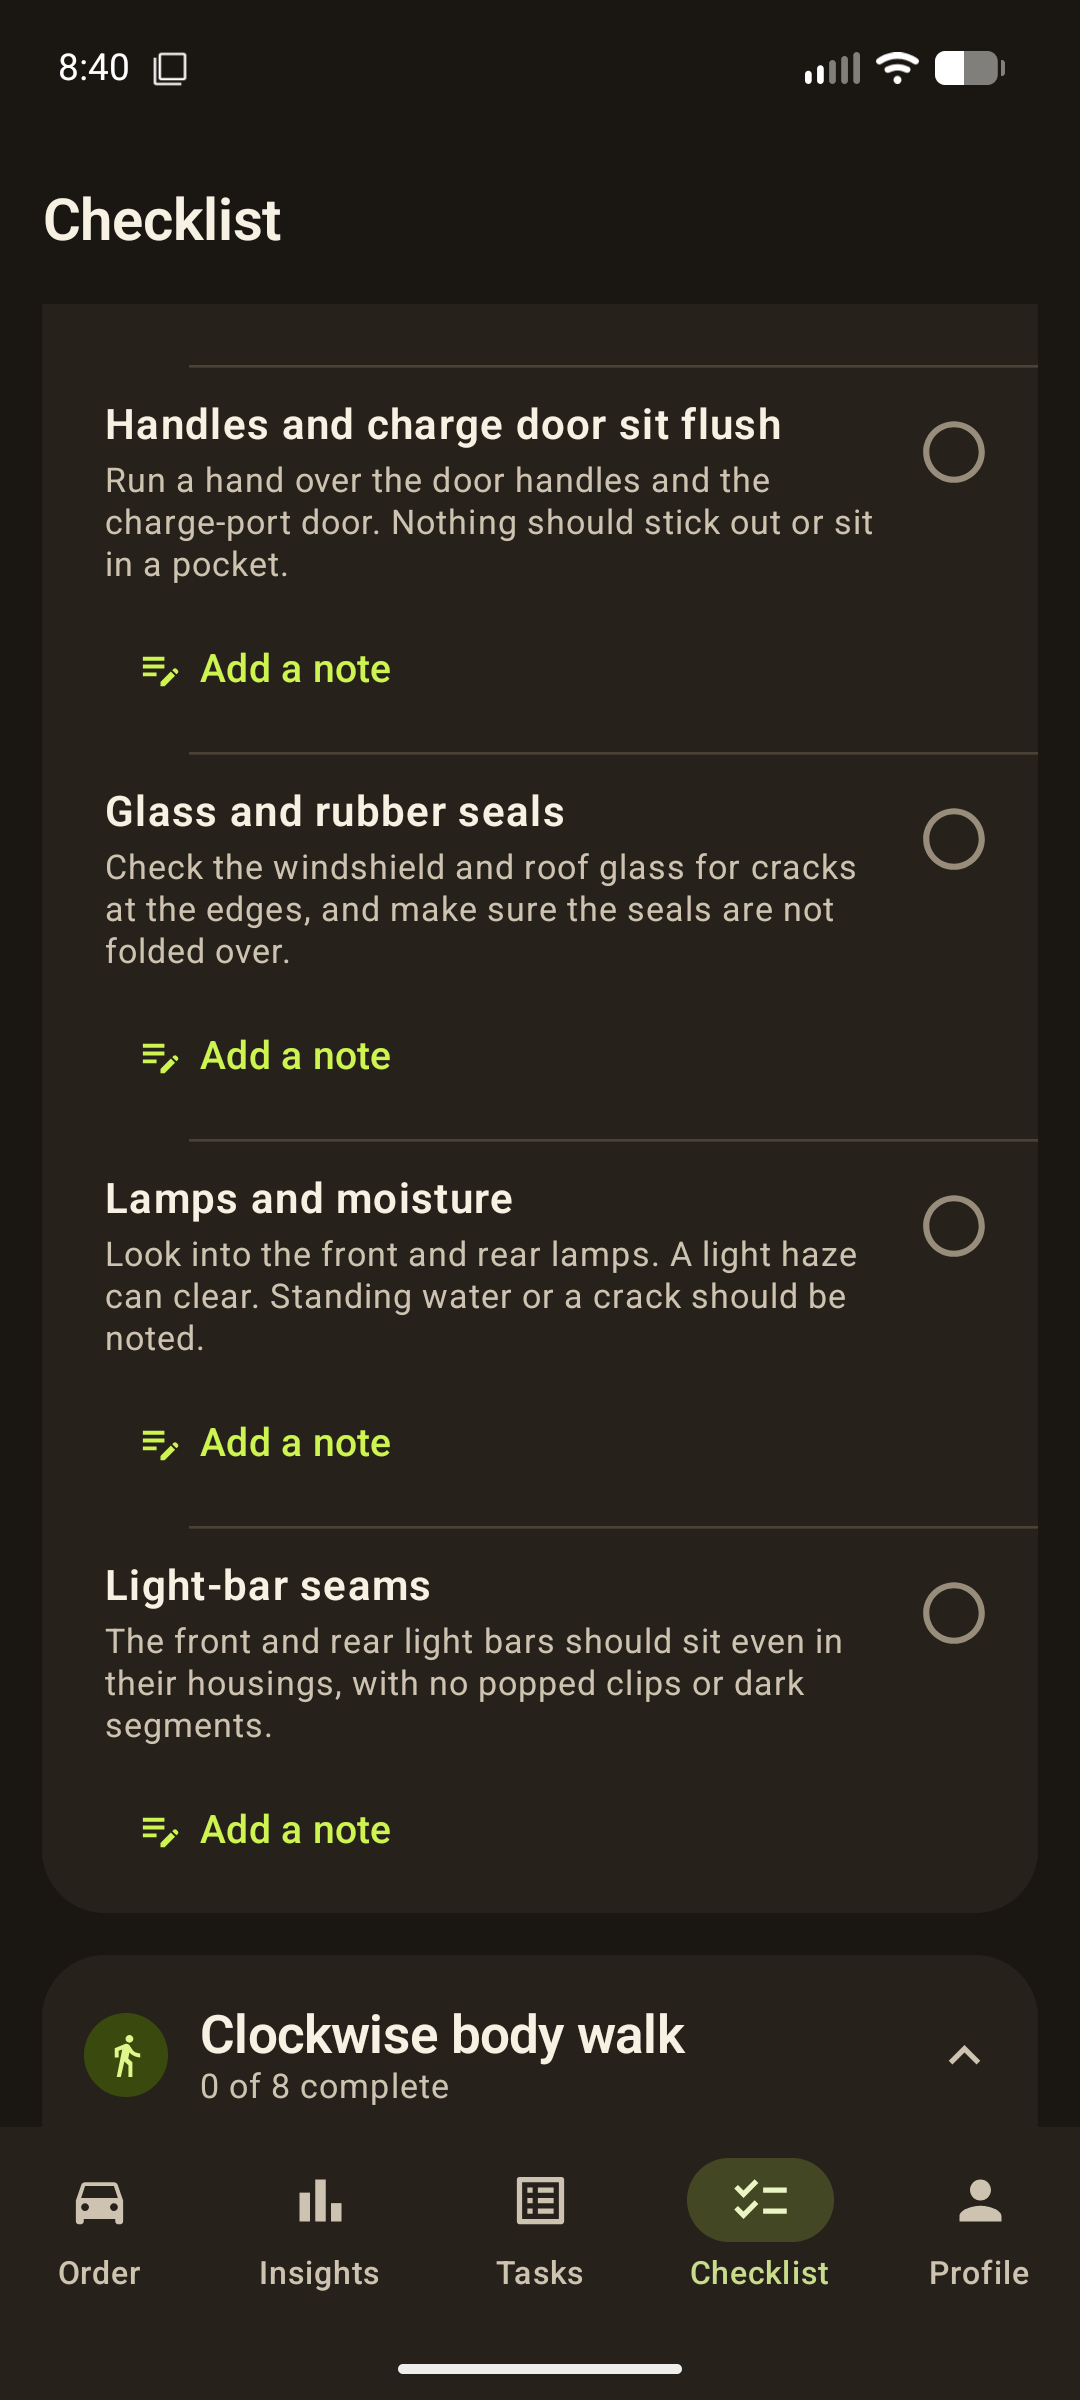 8:40
Checklist
Handles and charge door sit flush
Run a hand over the door handles and the
charge-port door. Nothing should stick out or sit
in a pocket.
Add a note
Glass and rubber seals
Check the windshield and roof glass for cracks
at the edges, and make sure the seals are not
folded over.
Add a note
Lamps and moisture
Look into the front and rear lamps. A light haze
can clear. Standing water or a crack should be
noted.
Add a note
Light-bar seams
The front and rear light bars should sit even in
their housings, with no popped clips or dark
segments.
Add a note
Clockwise body walk
0 of 8 complete
Order
Insights
Tasks
Checklist
Profile